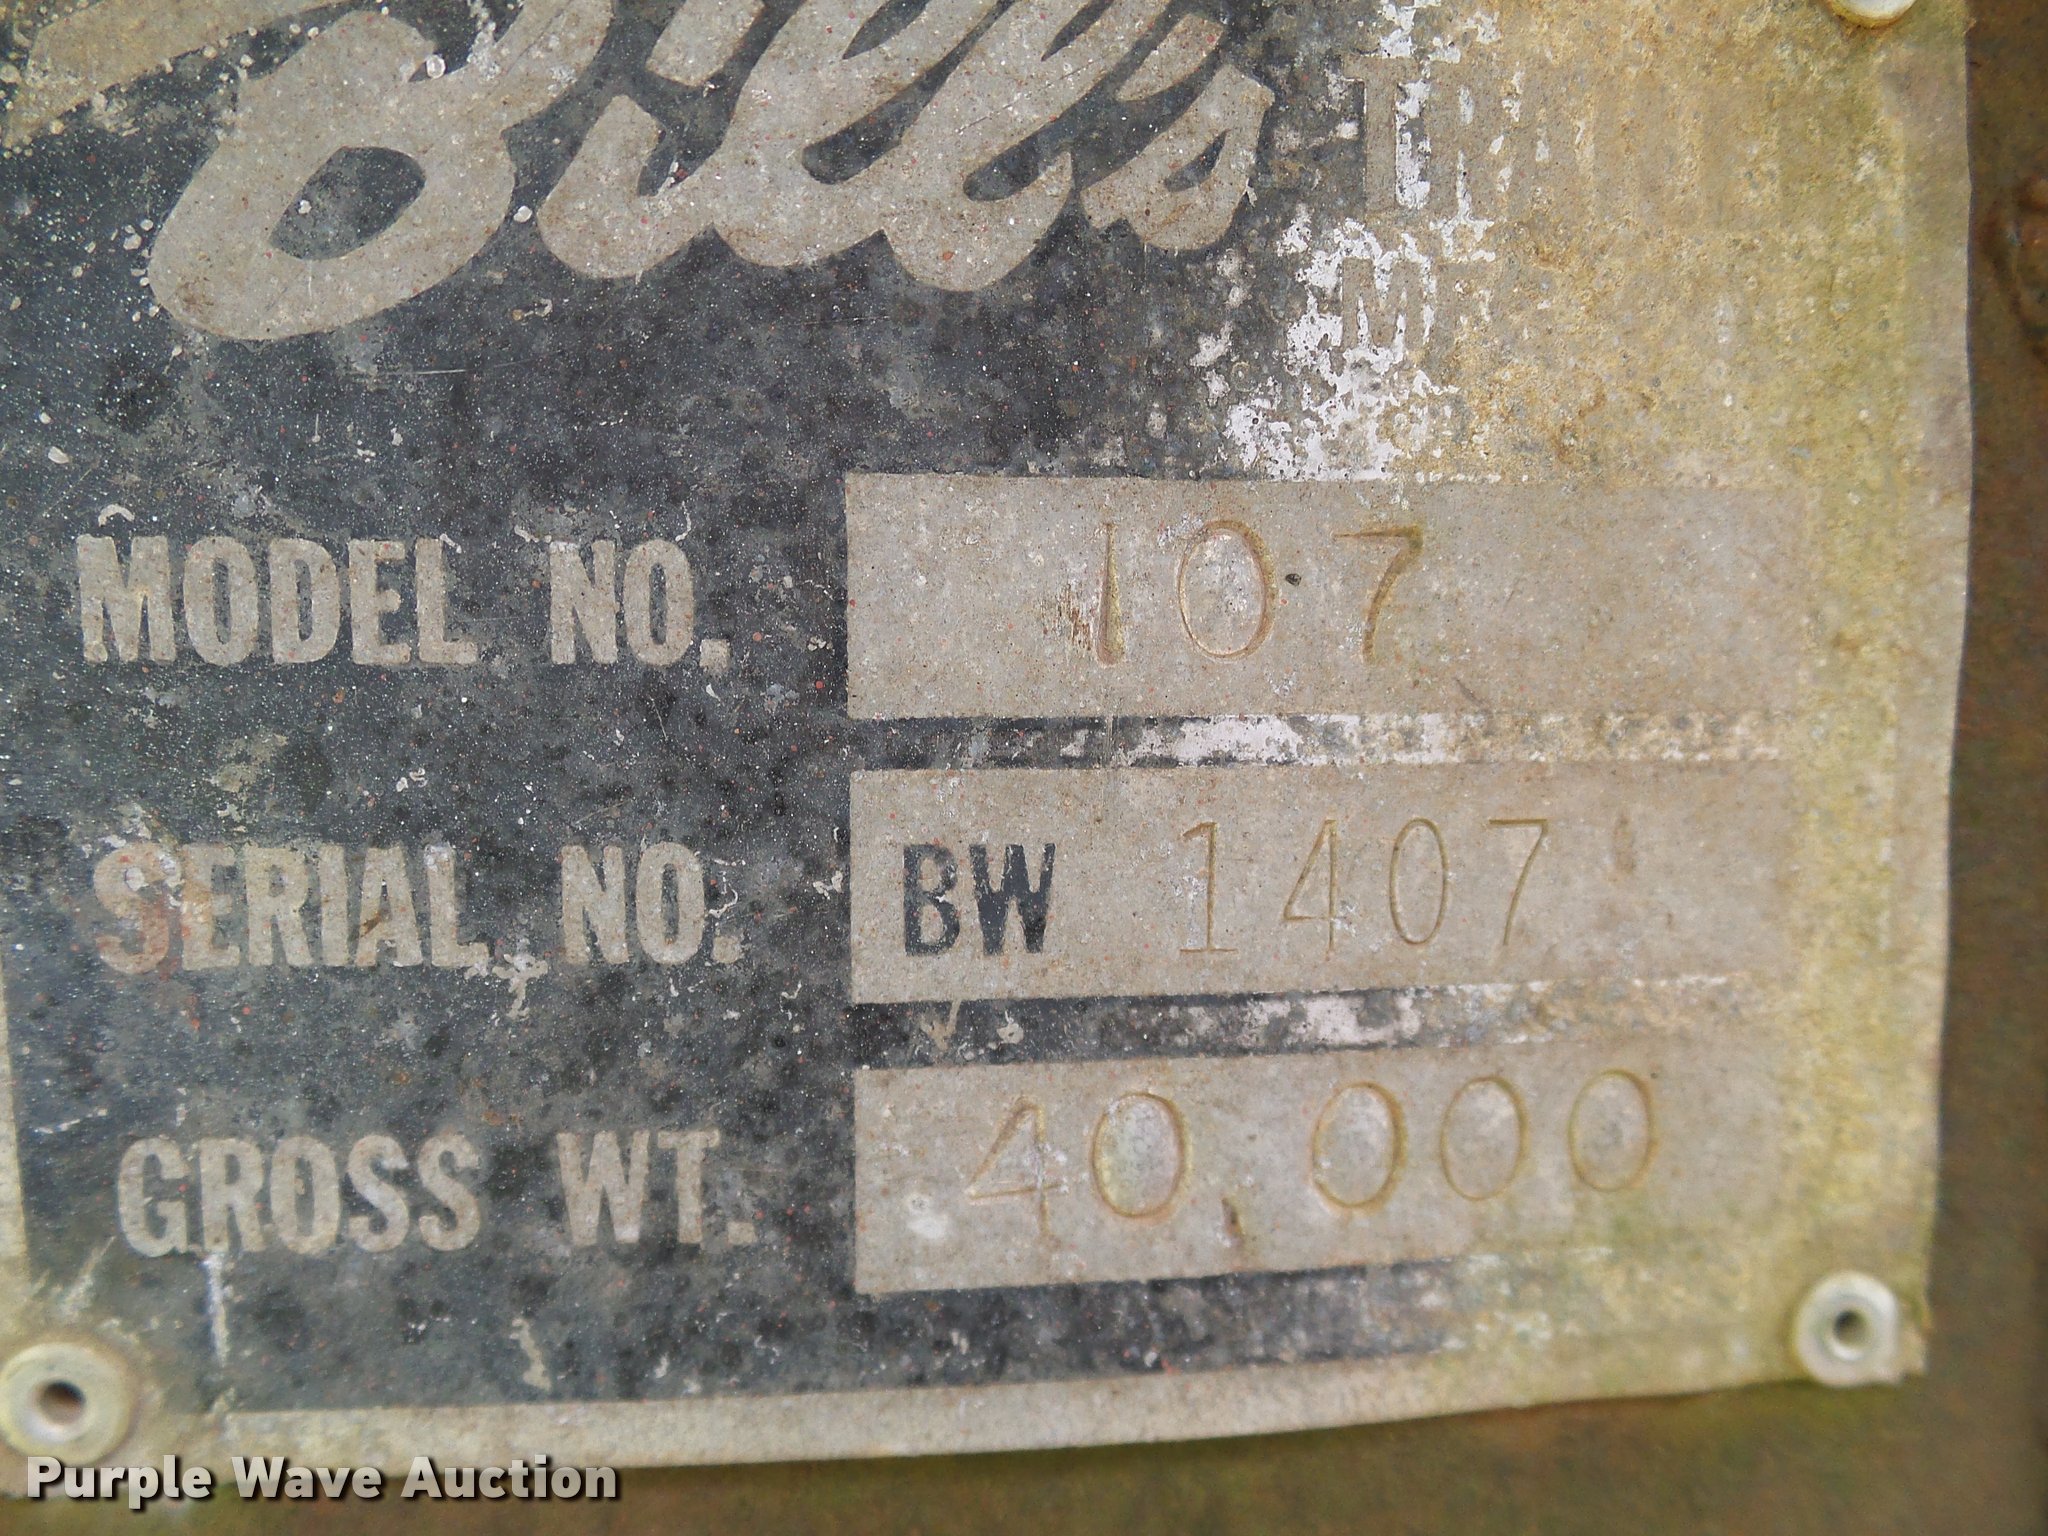 Bill's
MODEL NO. 107
SERIAL NO. BW 1407
GROSS WT. 40,000
Purple Wave Auction